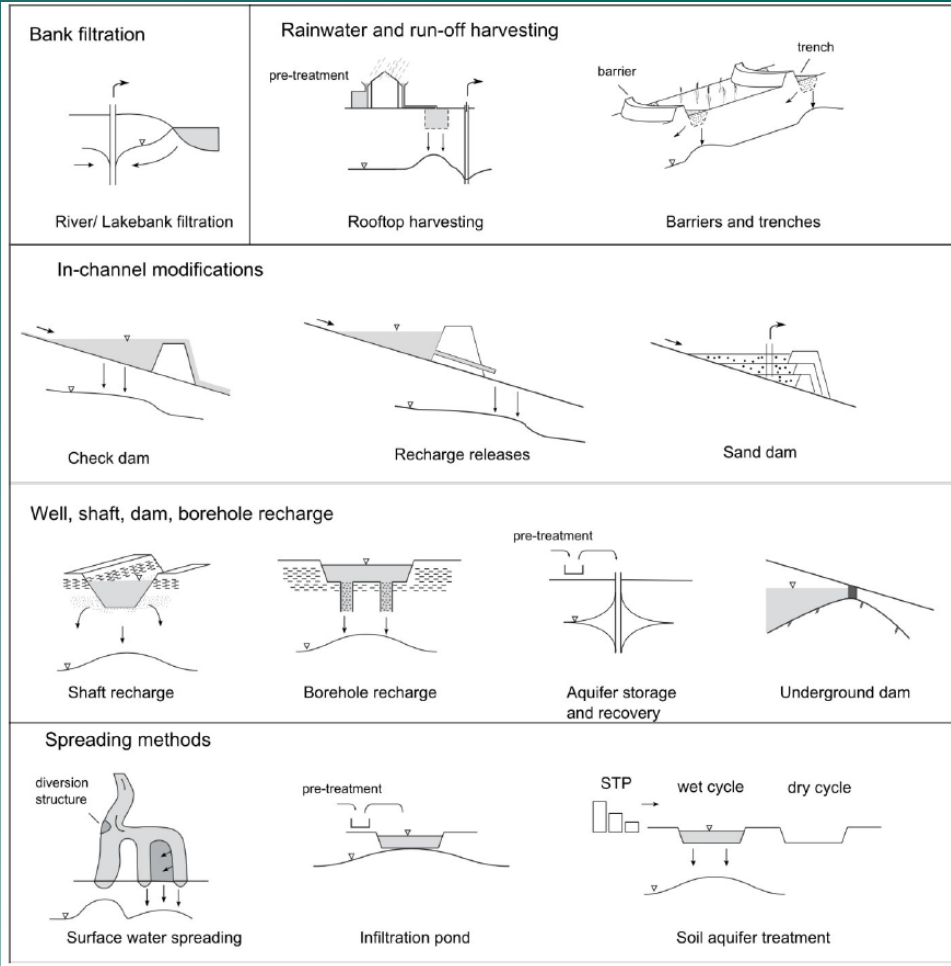 Bank filtration
River/ Lakebank filtration
Rainwater and run-off harvesting
pre-treatment
Rooftop harvesting
barrier
trench
Barriers and trenches
In-channel modifications
Check dam
Recharge releases
Sand dam
Well, shaft, dam, borehole recharge
Shaft recharge
Borehole recharge
pre-treatment
Aquifer storage
and recovery
Underground dam
Spreading methods
diversion
structure
Surface water spreading
pre-treatment
Infiltration pond
STP
wet cycle
dry cycle
Soil aquifer treatment